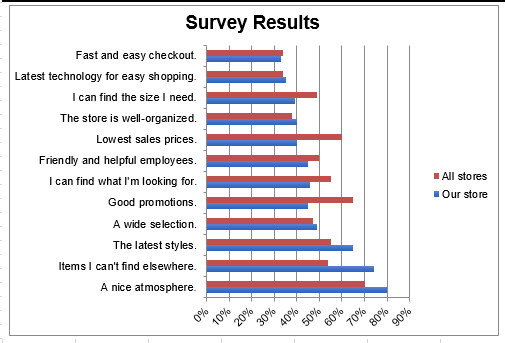 Survey Results
Fast and easy checkout.
Latest technology for easy shopping.
I can find the size I need.
The store is well-organized.
Lowest sales prices.
Friendly and helpful employees.
I can find what I'm looking for.
Good promotions.
A wide selection.
The latest styles.
Items I can't find elsewhere.
A nice atmosphere.
All stores
Our store
0% 10% 20% 30% 40% 50% 60% 70% 80% 90%